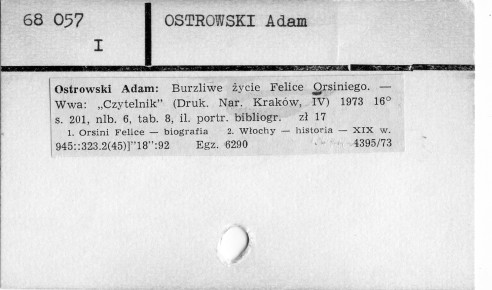 68 057
I
OSTROWSKI Adam
Ostrowski Adam: Burzliwe życie Felice Orsiniego. —
Wwa: „Czytelnik” (Druk. Nar. Kraków, IV) 1973 16°
s. 201, nlb. 6, tab. 8, il. portr. bibliogr. zł 17
1. Orsini Felice — biografia 2. Włochy — historia — XIX w.
945::323.2(45)]"18":92 Egz. 6290 4395/73